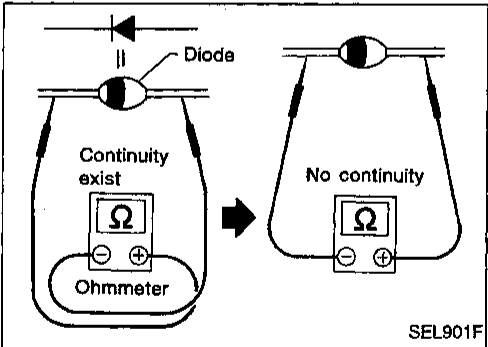 Diode
Continuity
exist
Ω
⊖ ⊕
Ohmmeter
No continuity
Ω
⊖ ⊕
SEL901F